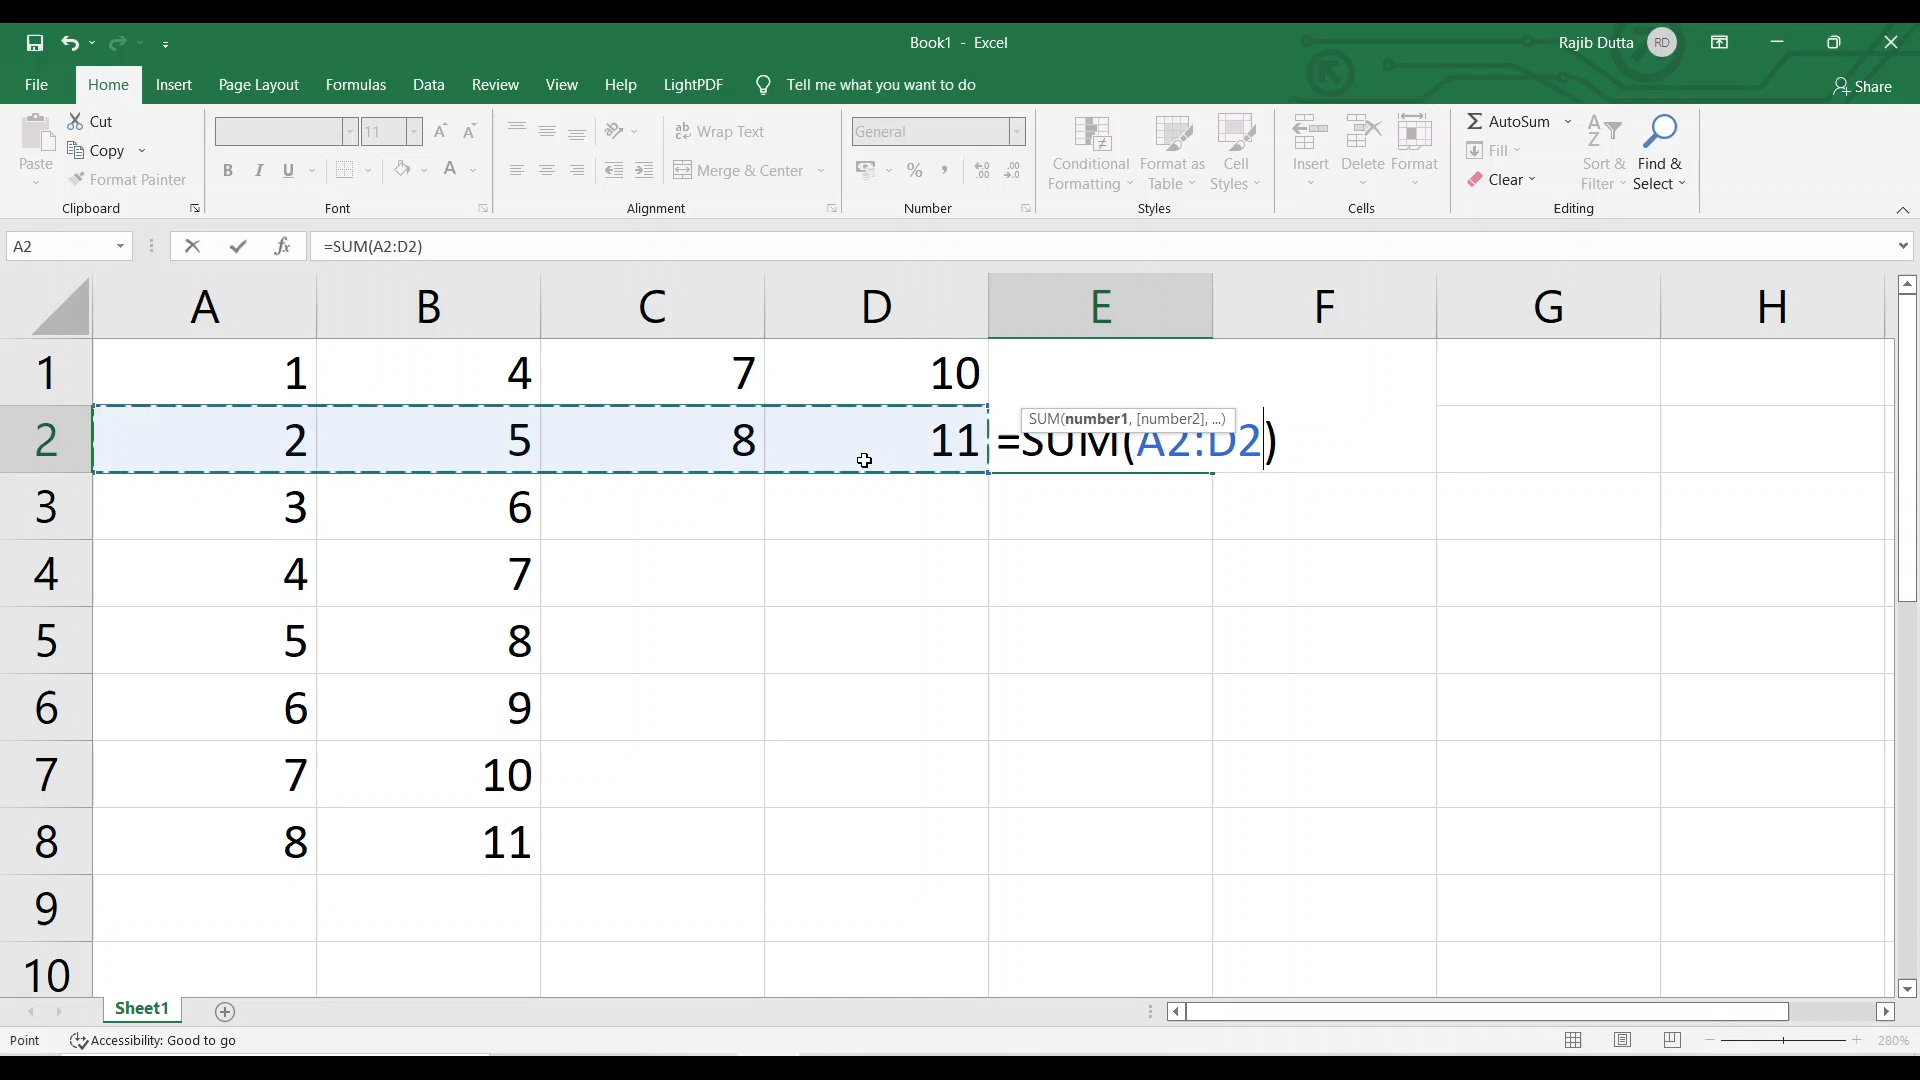 Book1 - Excel
Rajib Dutta RD
File Home Insert Page Layout Formulas Data Review View Help LightPDF Tell me what you want to do Share
Paste
Cut
Copy
Format Painter
Clipboard
11
A A
B I U A
Font
ab Wrap Text
Merge & Center
Alignment
General
% ,
.00
.00
Number
Conditional Formatting
Format as Table
Cell Styles
Styles
Insert Delete Format
Cells
Σ AutoSum
Fill
Clear
Sort & Filter
Find & Select
Editing
A2 fx =SUM(A2:D2)
A B C D E F G H
1 1 4 7 10
SUM(number1, [number2], ...)
2 2 5 8 11 =SUM(A2:D2)
3 3 6
4 4 7
5 5 8
6 6 9
7 7 10
8 8 11
9
10
Sheet1
Point Accessibility: Good to go 280%